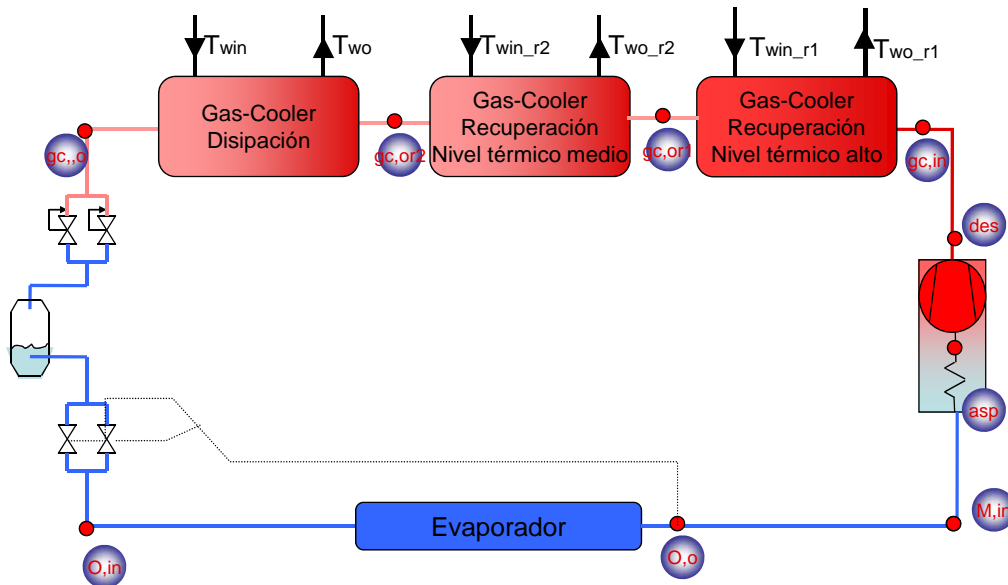 Twin
Two
Twin_r2
Two_r2
Twin_r1
Two_r1
Gas-Cooler
Disipación
Gas-Cooler
Recuperación
Nivel térmico medio
Gas-Cooler
Recuperación
Nivel térmico alto
gc,,o
gc,or2
gc,or1
gc,in
des
asp
M,in
Evaporador
O,in
O,o